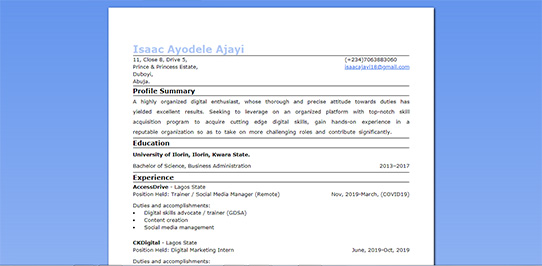 Isaac Ayodele Ajayi
11, Close 8, Drive 5, (+234)7063883060
Prince & Princess Estate, isaacajayi18@gmail.com
Duboyi,
Abuja.
Profile Summary
A highly organized digital enthusiast, whose thorough and precise attitude towards duties has
yielded excellent results. Seeking to leverage on an organized platform with top-notch skill
acquisition program to acquire cutting edge digital skills, gain hands-on experience in a
reputable organization so as to take on more challenging roles and contribute significantly.
Education
University of Ilorin, Ilorin, Kwara State.
Bachelor of Science, Business Administration 2013–2017
Experience
AccessDrive - Lagos State
Position Held: Trainer / Social Media Manager (Remote) Nov, 2019-March, (COVID19)
Duties and accomplishments:
• Digital skills advocate / trainer (GDSA)
• Content creation
• Social media management
CKDigital - Lagos State
Position Held: Digital Marketing Intern June, 2019-Oct, 2019
Duties and accomplishments: